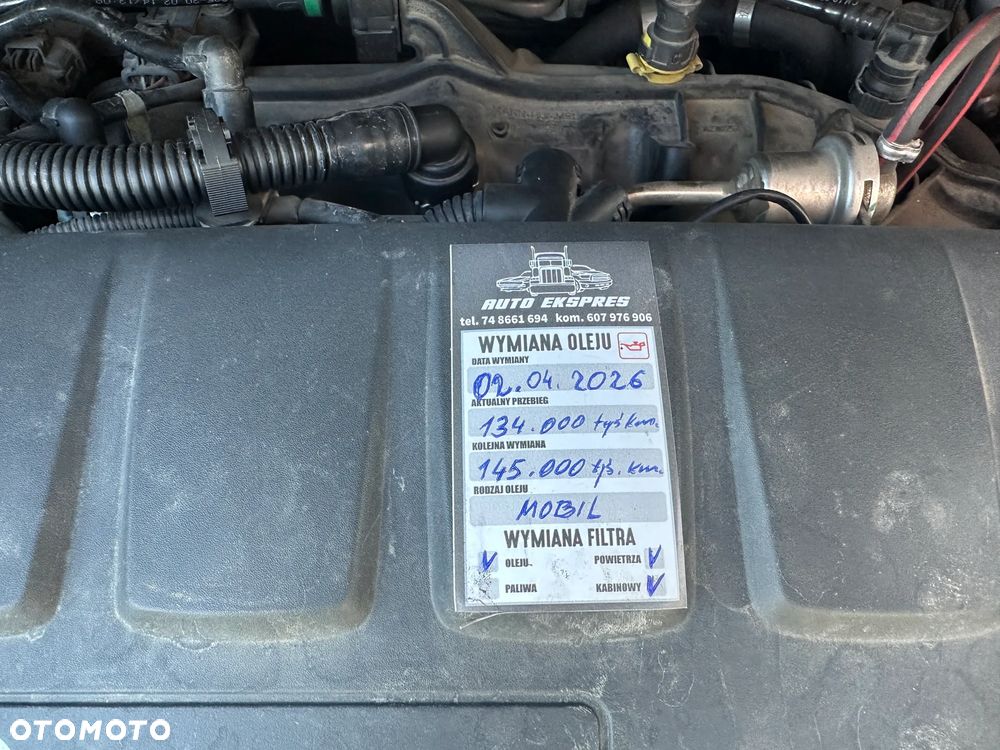 AUTO EKSPRES
tel. 74 8661 694 kom. 607 976 906
WYMIANA OLEJU
DATA WYMIANY
02.04.2026
AKTUALNY PRZEBIEG
134.000 tyś km.
KOLEJNA WYMIANA
145.000 tyś. km.
RODZAJ OLEJU
MOBIL
WYMIANA FILTRA
OLEJU POWIETRZA
PALIWA KABINOWY
OTOMOTO